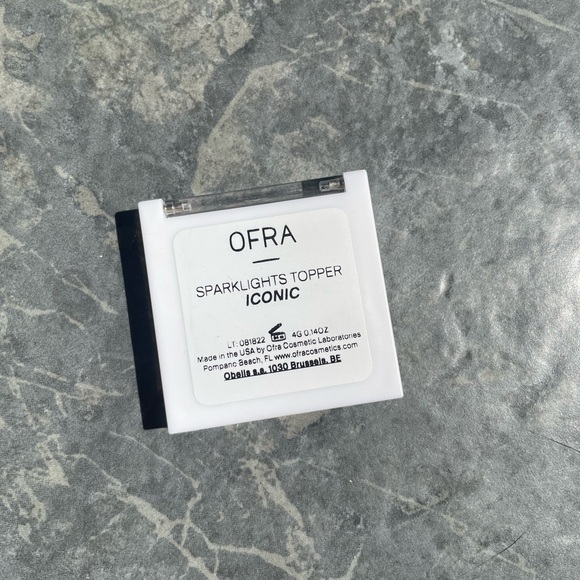 OFRA
SPARKLIGHTS TOPPER
ICONIC
LT: 081822 4G 0.14OZ
Made in the USA by Ofra Cosmetic Laboratories
Pompano Beach, FL www.ofracosmetics.com
Obelis s.a. 1030 Brussels, BE